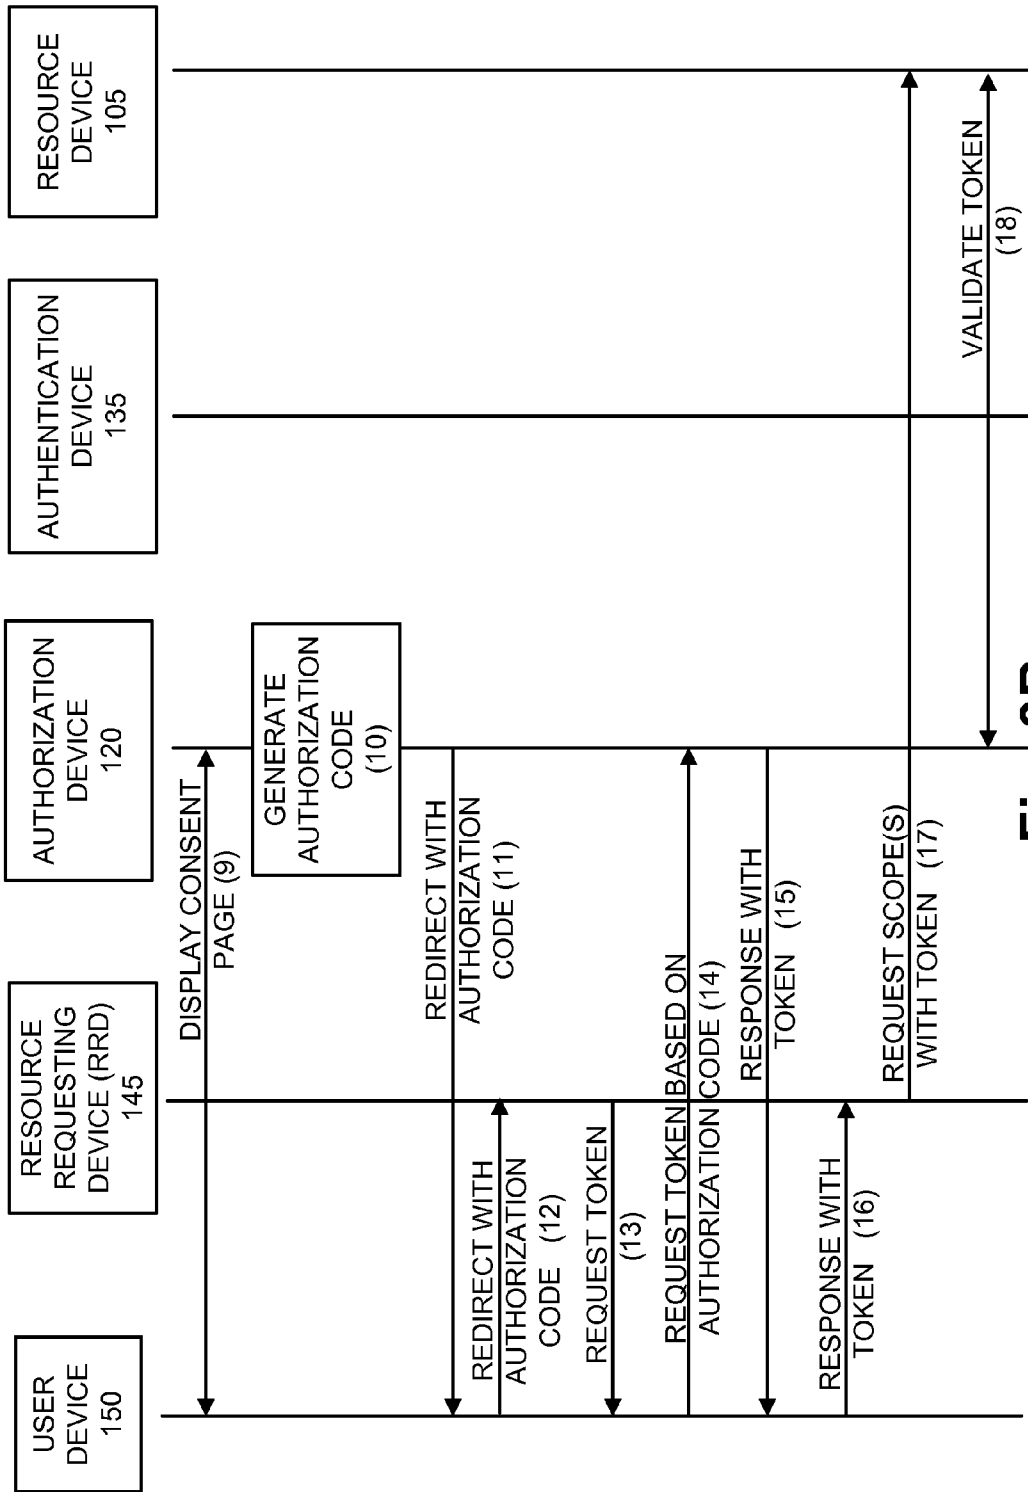 USER
DEVICE
150
RESOURCE
REQUESTING
DEVICE (RRD)
145
AUTHORIZATION
DEVICE
120
AUTHENTICATION
DEVICE
135
RESOURCE
DEVICE
105
DISPLAY CONSENT
PAGE (9)
GENERATE
AUTHORIZATION
CODE
(10)
REDIRECT WITH
AUTHORIZATION
CODE (11)
REDIRECT WITH
AUTHORIZATION
CODE (12)
REQUEST TOKEN
(13)
REQUEST TOKEN BASED ON
AUTHORIZATION CODE (14)
RESPONSE WITH
TOKEN (15)
RESPONSE WITH
TOKEN (16)
REQUEST SCOPE(S)
WITH TOKEN (17)
VALIDATE TOKEN
(18)